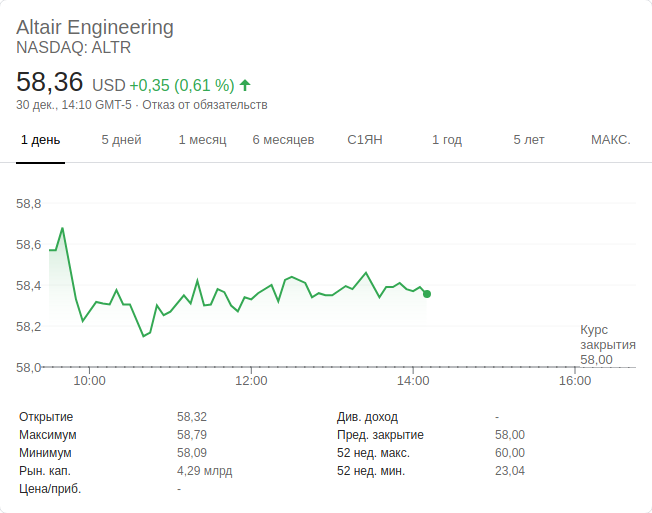 Altair Engineering
NASDAQ: ALTR
58,36 USD +0,35 (0,61 %)
30 дек., 14:10 GMT-5 · Отказ от обязательств
1 день 5 дней 1 месяц 6 месяцев С1ЯН 1 год 5 лет МАКС.
58,8
58,6
58,4
58,2
58,0
Курс
закрытия
58,00
10:00 12:00 14:00 16:00
Открытие 58,32 Див. доход -
Максимум 58,79 Пред. закрытие 58,00
Минимум 58,09 52 нед. макс. 60,00
Рын. кап. 4,29 млрд 52 нед. мин. 23,04
Цена/приб. -